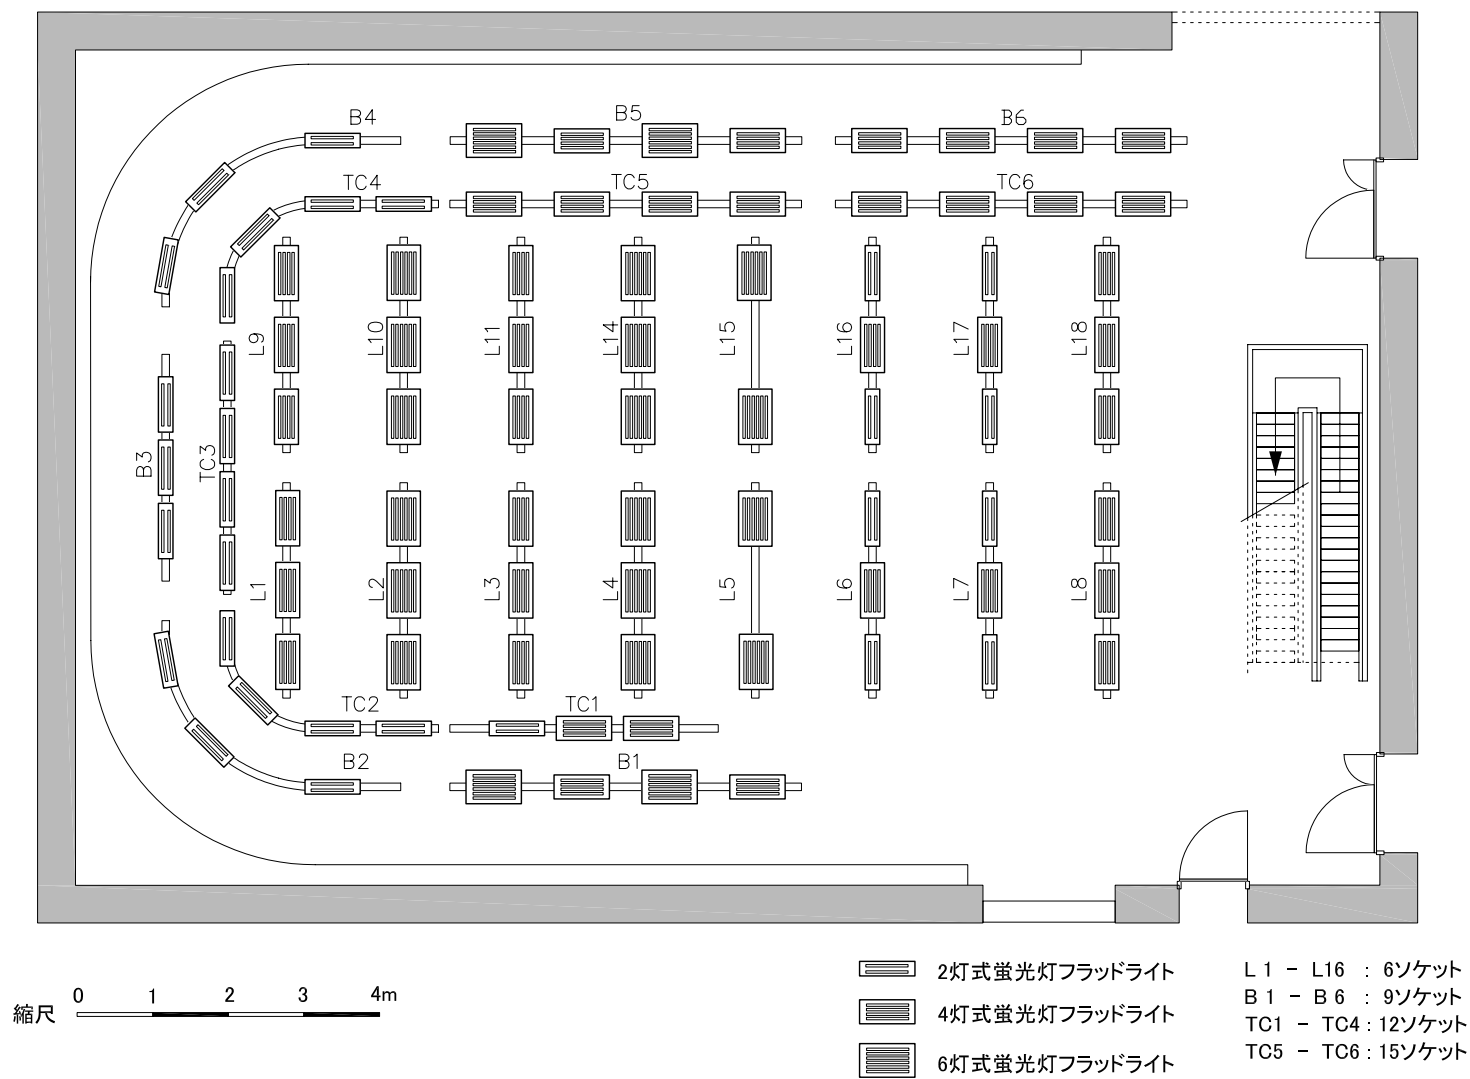 B4
B5
B6
TC4
TC5
TC6
L9
L10
L11
L14
L15
L16
L17
L18
B3
TC3
L1
L2
L3
L4
L5
L6
L7
L8
TC2
TC1
B2
B1
縮尺 0 1 2 3 4m
2灯式蛍光灯フラッドライト
4灯式蛍光灯フラッドライト
6灯式蛍光灯フラッドライト
L 1 - L16 : 6ソケット
B 1 - B 6 : 9ソケット
TC1 - TC4 : 12ソケット
TC5 - TC6 : 15ソケット